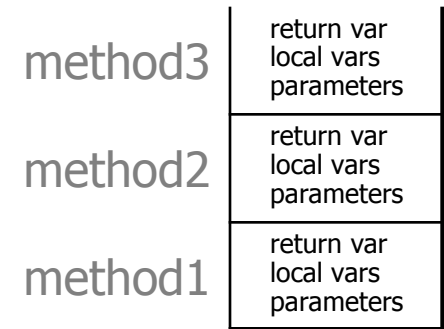 method3
return var
local vars
parameters
method2
return var
local vars
parameters
method1
return var
local vars
parameters